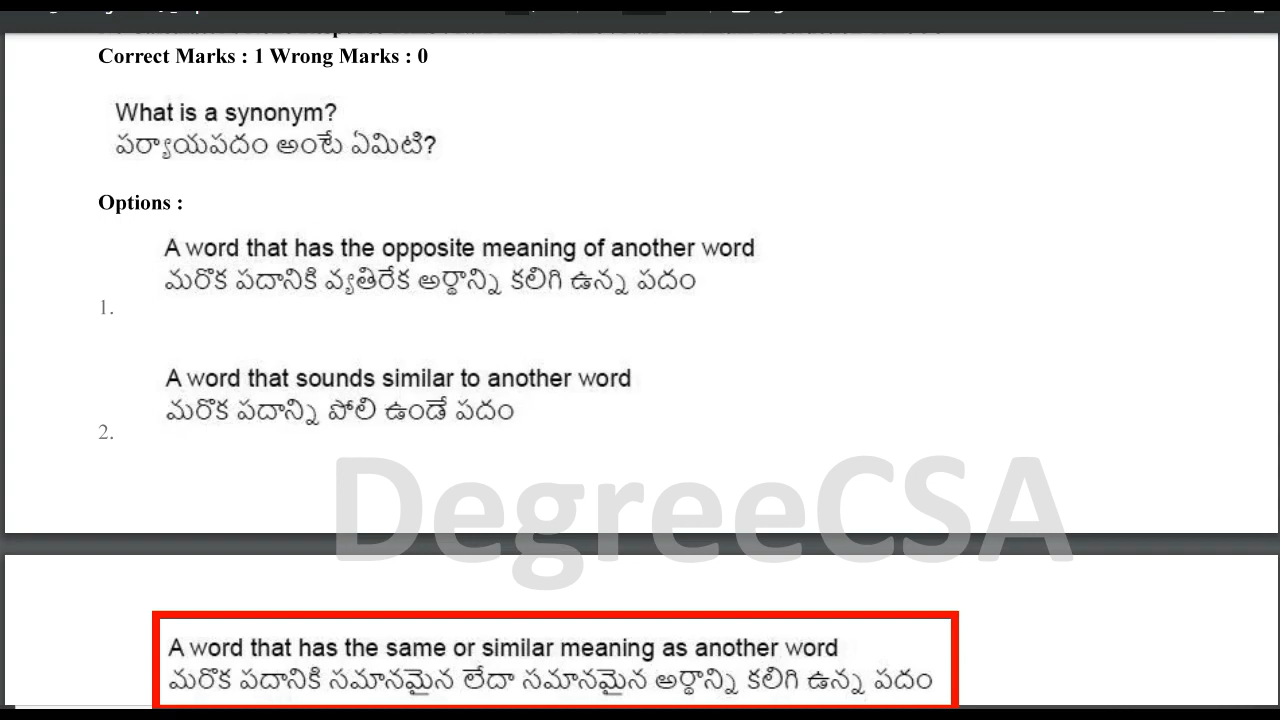 Correct Marks : 1 Wrong Marks : 0
What is a synonym?
పర్యాయపదం అంటే ఏమిటి?
Options :
A word that has the opposite meaning of another word
మరొక పదానికి వ్యతిరేక అర్థాన్ని కలిగి ఉన్న పదం
1.
A word that sounds similar to another word
మరొక పదాన్ని పోలి ఉండే పదం
2.
DegreeCSA
A word that has the same or similar meaning as another word
మరొక పదానికి సమానమైన లేదా సమానమైన అర్థాన్ని కలిగి ఉన్న పదం